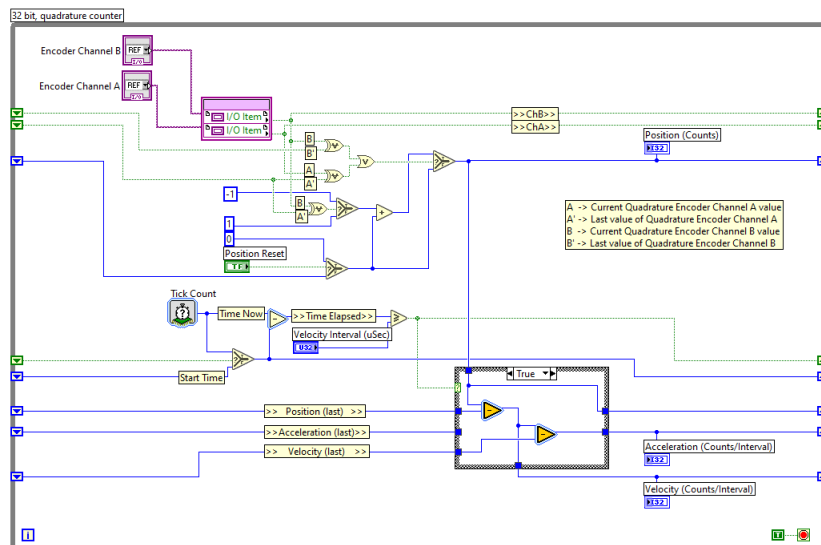 32 bit, quadrature counter
Encoder Channel B
REF
I/O
Encoder Channel A
REF
I/O
I/O Item
I/O Item
>>ChB>>
>>ChA>>
Position (Counts)
I32
B
B'
A
A'
B
A'
-1
1
0
Position Reset
TF
A -> Current Quadrature Encoder Channel A value
A' -> Last value of Quadrature Encoder Channel A
B -> Current Quadrature Encoder Channel B value
B' -> Last value of Quadrature Encoder Channel B
Tick Count
Time Now
>>Time Elapsed>>
Velocity Interval (uSec)
U32
Start Time
True
>> Position (last) >>
>>Acceleration (last)>>
>> Velocity (last) >>
Acceleration (Counts/Interval)
I32
Velocity (Counts/Interval)
I32
i
T